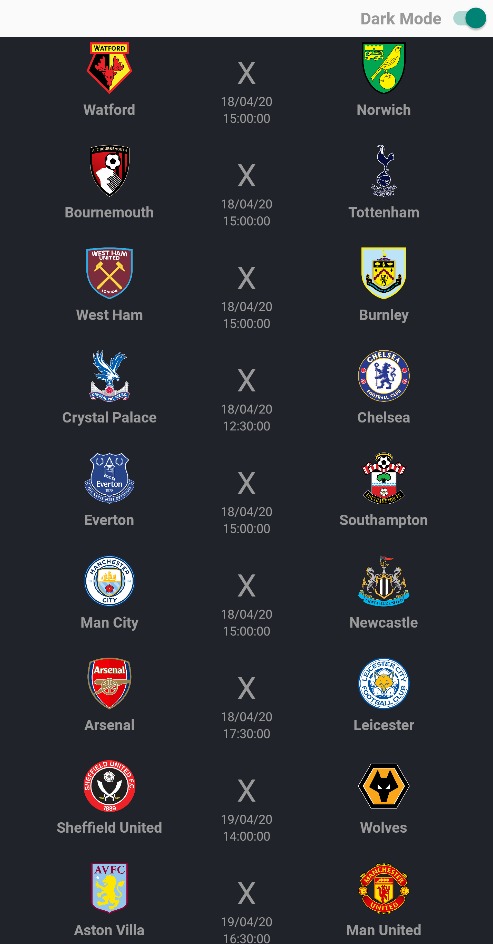 Dark Mode
WATFORD
X
Watford
18/04/20
15:00:00
Norwich
X
Bournemouth
18/04/20
15:00:00
Tottenham
WEST HAM
UNITED
LONDON
X
West Ham
18/04/20
15:00:00
Burnley
CHELSEA
FOOTBALL CLUB
X
Crystal Palace
18/04/20
12:30:00
Chelsea
Everton
X
Everton
18/04/20
15:00:00
Southampton
MANCHESTER
CITY
X
Man City
18/04/20
15:00:00
Newcastle
Arsenal
LEICESTER CITY
FOOTBALL CLUB
X
Arsenal
18/04/20
17:30:00
Leicester
SHEFFIELD UNITED F.C
1889
X
Sheffield United
19/04/20
14:00:00
Wolves
AVFC
MANCHESTER
UNITED
X
Aston Villa
19/04/20
16:30:00
Man United